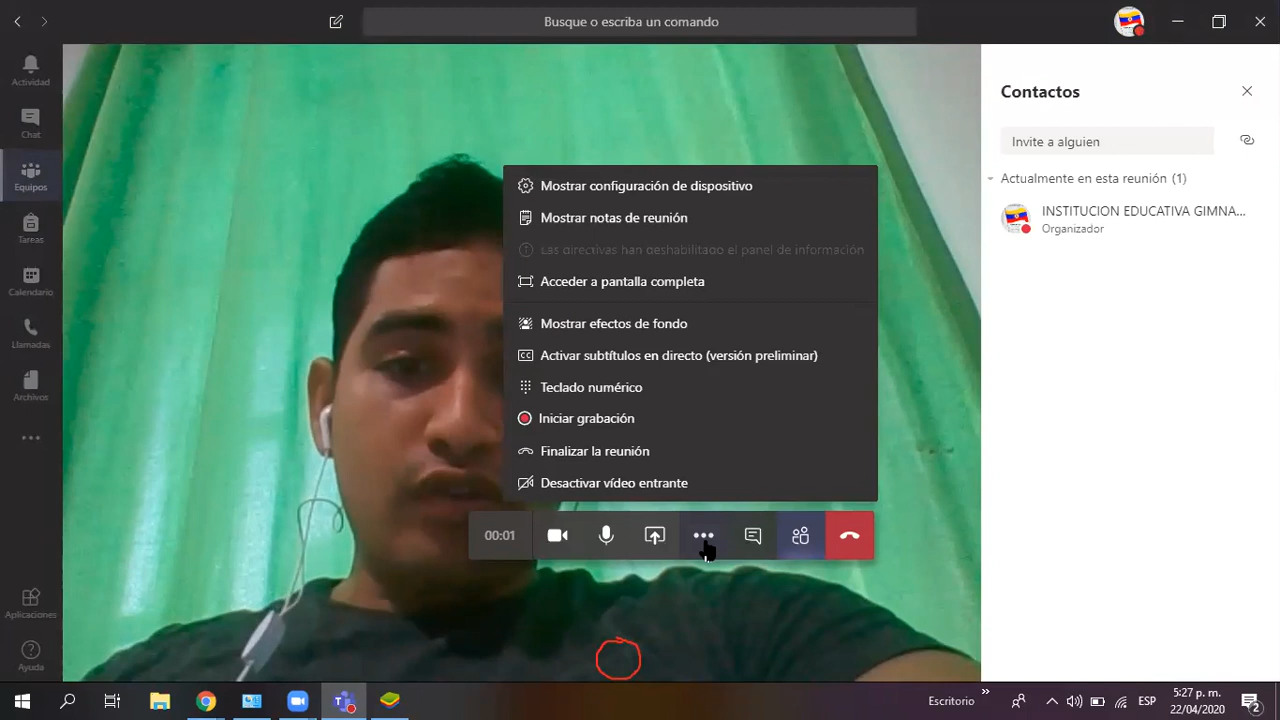 Busque o escriba un comando
Actividad
Chat
Equipos
Tareas
Calendario
Llamadas
Archivos
Aplicaciones
Ayuda
Mostrar configuración de dispositivo
Mostrar notas de reunión
Las directivas han deshabilitado el panel de información
Acceder a pantalla completa
Mostrar efectos de fondo
CC Activar subtítulos en directo (versión preliminar)
Teclado numérico
Iniciar grabación
Finalizar la reunión
Desactivar vídeo entrante
00:01
Contactos
Invite a alguien
Actualmente en esta reunión (1)
INSTITUCION EDUCATIVA GIMNA...
Organizador
Escritorio
ESP
5:27 p. m.
22/04/2020
2